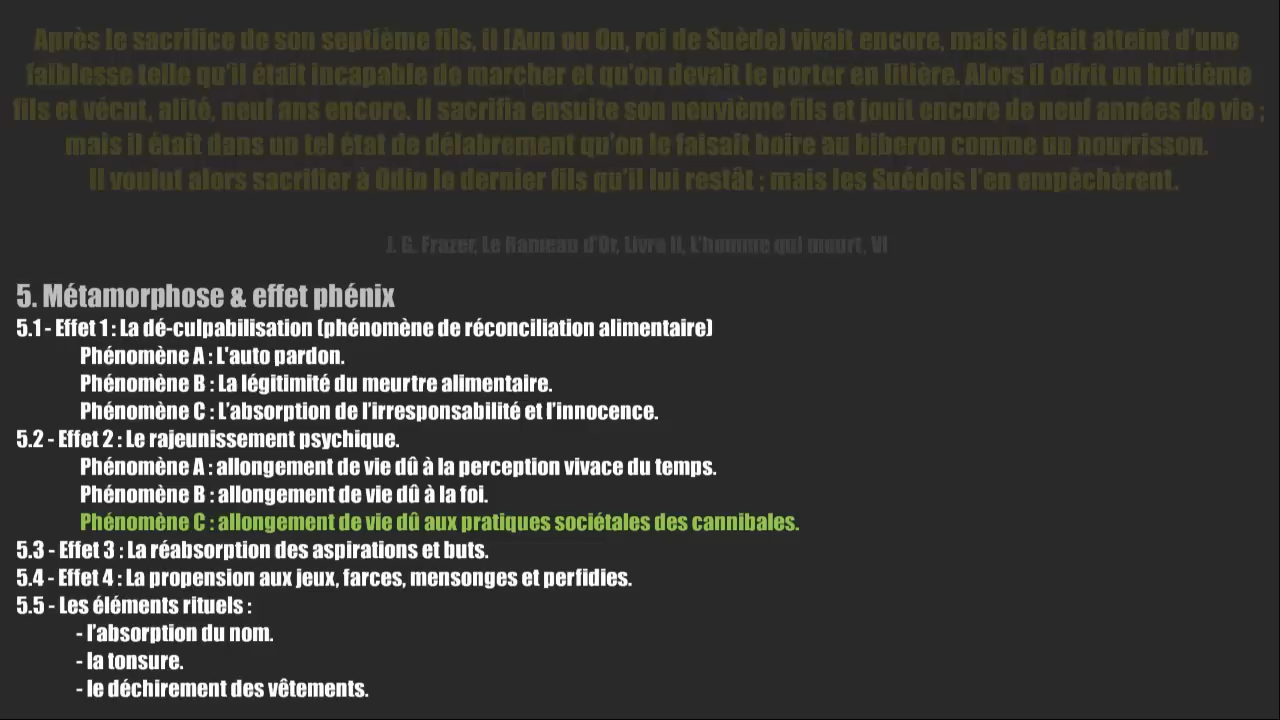 Après le sacrifice de son septième fils, il (Aun ou On, roi de Suède) vivait encore, mais il était atteint d'une
faiblesse telle qu'il était incapable de marcher et qu'on devait le porter en litière. Alors il offrit un huitième
fils et vécut, alité, neuf ans encore. Il sacrifia ensuite son neuvième fils et jouit encore de neuf années de vie ;
mais il était dans un tel état de délabrement qu'on le faisait boire au biberon comme un nourrisson.
Il voulut alors sacrifier à Odin le dernier fils qu'il lui restât ; mais les Suédois l'en empêchèrent.
J. G. Frazer, Le Rameau d'Or, Livre II, L'homme qui meurt, VI
5. Métamorphose & effet phénix
5.1 - Effet 1 : La dé-culpabilisation (phénomène de réconciliation alimentaire)
Phénomène A : L'auto pardon.
Phénomène B : La légitimité du meurtre alimentaire.
Phénomène C : L'absorption de l'irresponsabilité et l'innocence.
5.2 - Effet 2 : Le rajeunissement psychique.
Phénomène A : allongement de vie dû à la perception vivace du temps.
Phénomène B : allongement de vie dû à la foi.
Phénomène C : allongement de vie dû aux pratiques sociétales des cannibales.
5.3 - Effet 3 : La réabsorption des aspirations et buts.
5.4 - Effet 4 : La propension aux jeux, farces, mensonges et perfidies.
5.5 - Les éléments rituels :
- l'absorption du nom.
- la tonsure.
- le déchirement des vêtements.